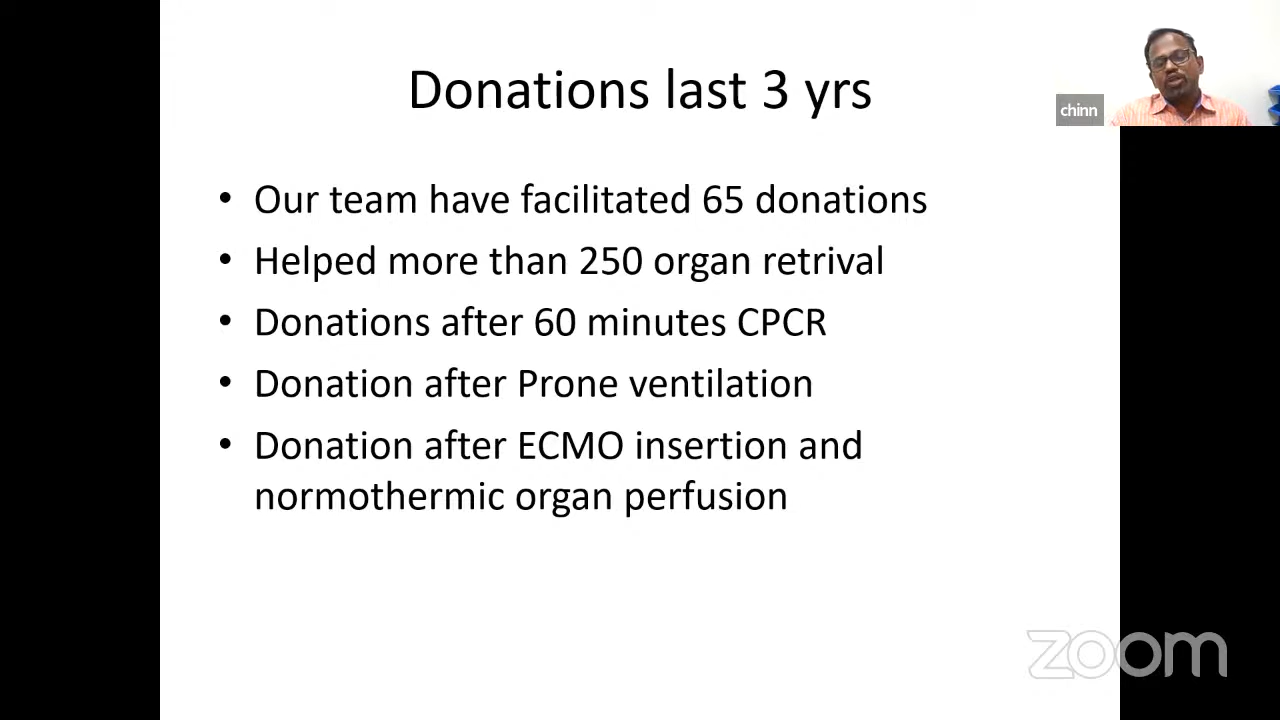 Donations last 3 yrs
chinn
• Our team have facilitated 65 donations
• Helped more than 250 organ retrival
• Donations after 60 minutes CPCR
• Donation after Prone ventilation
• Donation after ECMO insertion and
normothermic organ perfusion
zoom